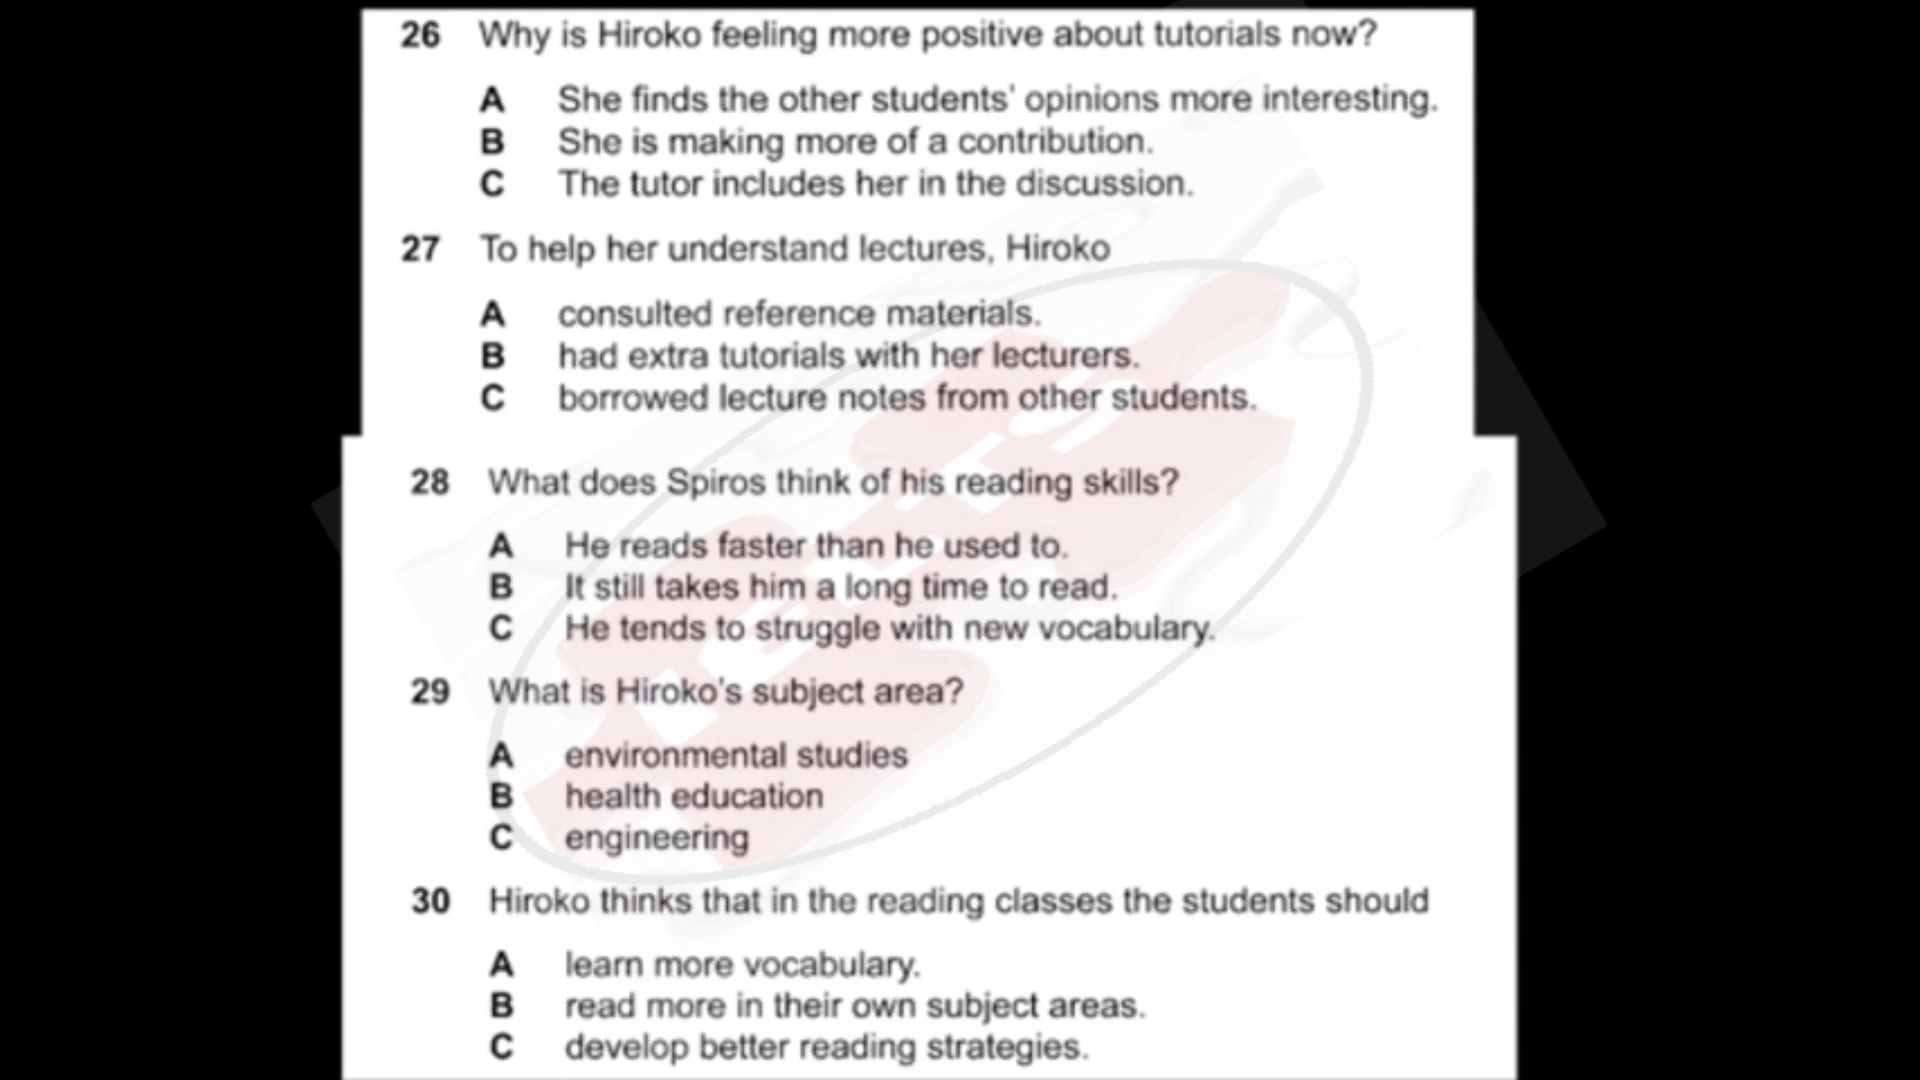 26 Why is Hiroko feeling more positive about tutorials now?
A She finds the other students' opinions more interesting.
B She is making more of a contribution.
C The tutor includes her in the discussion.
27 To help her understand lectures, Hiroko
A consulted reference materials.
B had extra tutorials with her lecturers.
C borrowed lecture notes from other students.
28 What does Spiros think of his reading skills?
A He reads faster than he used to.
B It still takes him a long time to read.
C He tends to struggle with new vocabulary.
29 What is Hiroko's subject area?
A environmental studies
B health education
C engineering
30 Hiroko thinks that in the reading classes the students should
A learn more vocabulary.
B read more in their own subject areas.
C develop better reading strategies.